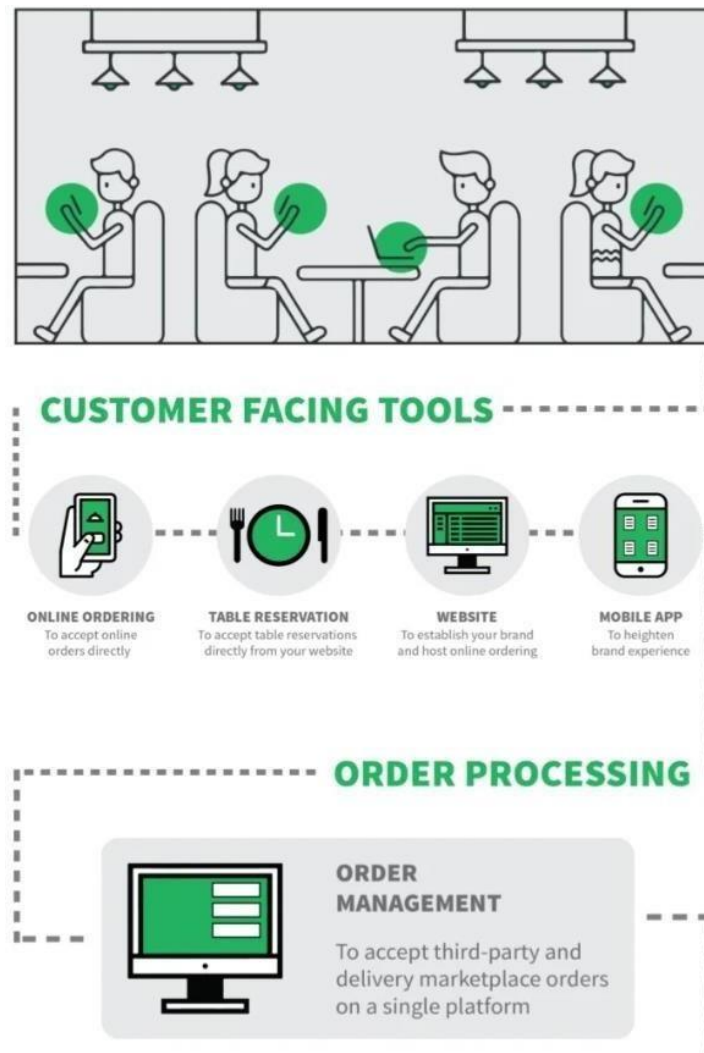 CUSTOMER FACING TOOLS
ONLINE ORDERING
To accept online
orders directly
TABLE RESERVATION
To accept table reservations
directly from your website
WEBSITE
To establish your brand
and host online ordering
MOBILE APP
To heighten
brand experience
ORDER PROCESSING
ORDER
MANAGEMENT
To accept third-party and
delivery marketplace orders
on a single platform